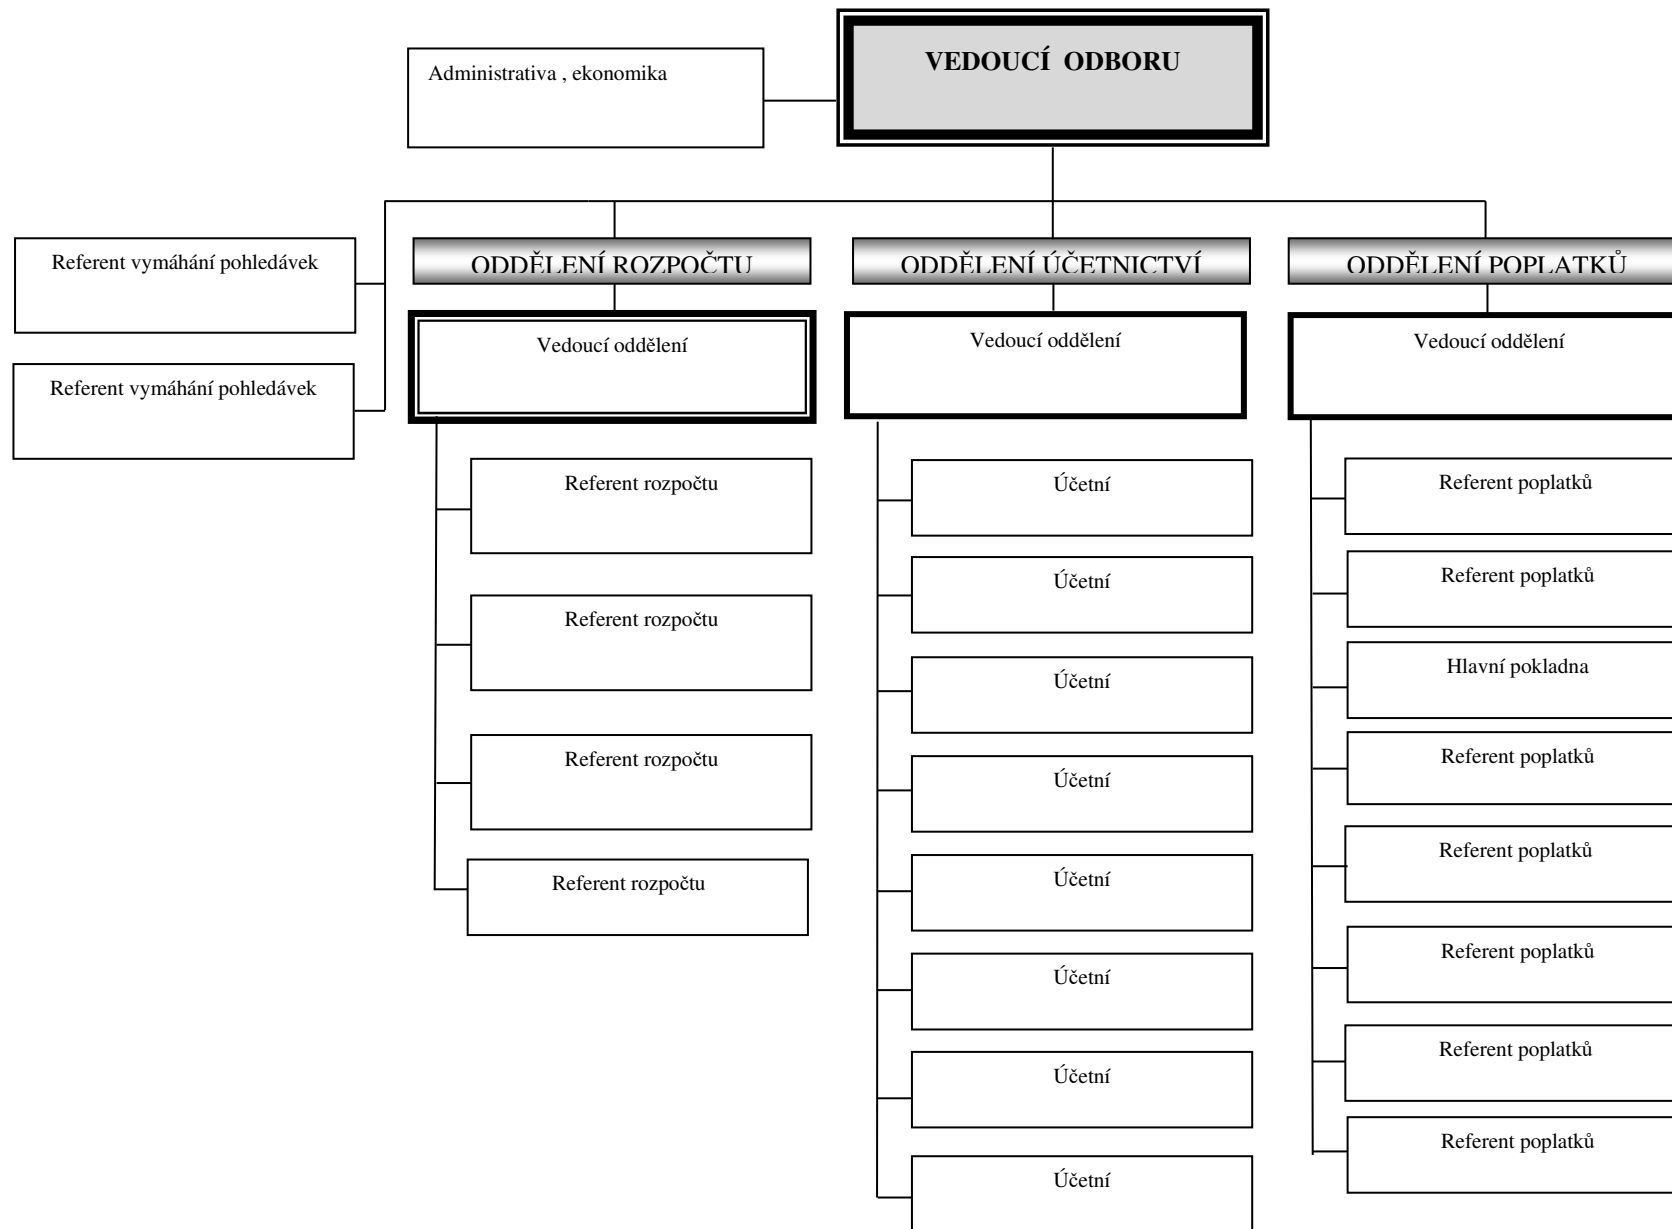 VEDOUCÍ ODBORU
Administrativa , ekonomika
Referent vymáhání pohledávek
Referent vymáhání pohledávek
ODDĚLENÍ ROZPOČTU
Vedoucí oddělení
Referent rozpočtu
Referent rozpočtu
Referent rozpočtu
Referent rozpočtu
ODDĚLENÍ ÚČETNICTVÍ
Vedoucí oddělení
Účetní
Účetní
Účetní
Účetní
Účetní
Účetní
Účetní
Účetní
ODDĚLENÍ POPLATKŮ
Vedoucí oddělení
Referent poplatků
Referent poplatků
Hlavní pokladna
Referent poplatků
Referent poplatků
Referent poplatků
Referent poplatků
Referent poplatků